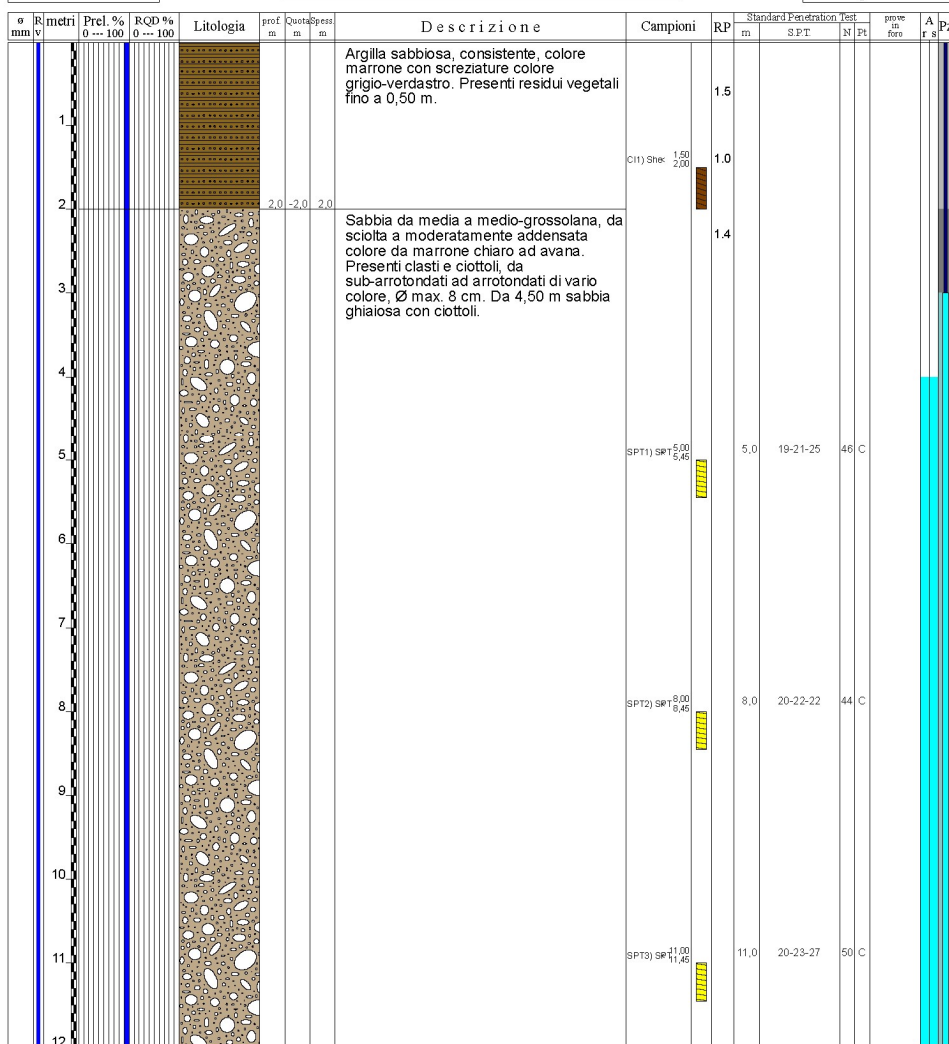 ø mm R v metri Prel. % 0 --- 100 RQD % 0 --- 100 Litologia prof. m Quota m Spess. m Descrizione Campioni RP Standard Penetration Test m S.P.T. N Pt prove in foro A r s Pz
Argilla sabbiosa, consistente, colore
marrone con screziature colore
grigio-verdastro. Presenti residui vegetali
fino a 0,50 m.
1.5
1
CI1) She 1,50 2,00 1.0
2 2,0 -2,0 2,0
Sabbia da media a medio-grossolana, da
sciolta a moderatamente addensata
colore da marrone chiaro ad avana.
Presenti clasti e ciottoli, da
sub-arrotondati ad arrotondati di vario
colore, Ø max. 8 cm. Da 4,50 m sabbia
ghiaiosa con ciottoli.
1.4
3
4
5 SPT1) SPT 5,00 5,45 5,0 19-21-25 46 C
6
7
8 SPT2) SPT 8,00 8,45 8,0 20-22-22 44 C
9
10
11 SPT3) SPT 11,00 11,45 11,0 20-23-27 50 C
12